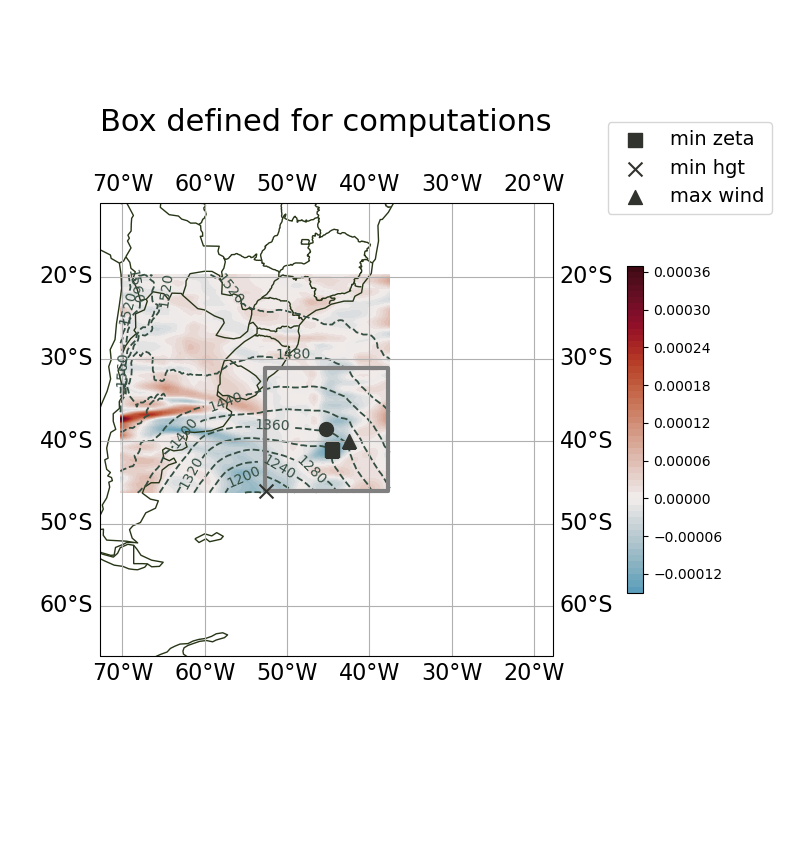 Box defined for computations
min zeta
min hgt
max wind
70°W 60°W 50°W 40°W 30°W 20°W
20°S 20°S
30°S 30°S
40°S 40°S
50°S 50°S
60°S 60°S
70°W 60°W 50°W 40°W 30°W 20°W
0.00036
0.00030
0.00024
0.00018
0.00012
0.00006
0.00000
−0.00006
−0.00012
1520
1520
1520
1480
1440
1400
1360
1320
1280
1240
1200